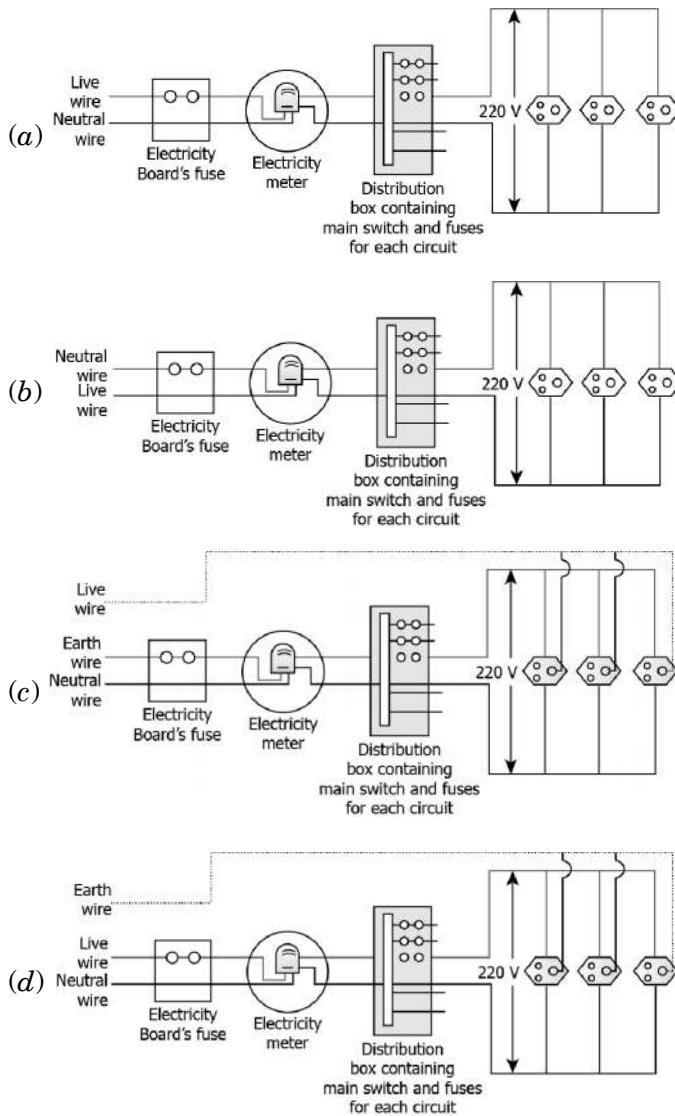 (a)
Live
wire
Neutral
wire
Electricity
Board's fuse
Electricity
meter
Distribution
box containing
main switch and fuses
for each circuit
220 V
(b)
Neutral
wire
Live
wire
Electricity
Board's fuse
Electricity
meter
Distribution
box containing
main switch and fuses
for each circuit
220 V
(c)
Live
wire
Earth
wire
Neutral
wire
Electricity
Board's fuse
Electricity
meter
Distribution
box containing
main switch and fuses
for each circuit
220 V
(d)
Earth
wire
Live
wire
Neutral
wire
Electricity
Board's fuse
Electricity
meter
Distribution
box containing
main switch and fuses
for each circuit
220 V